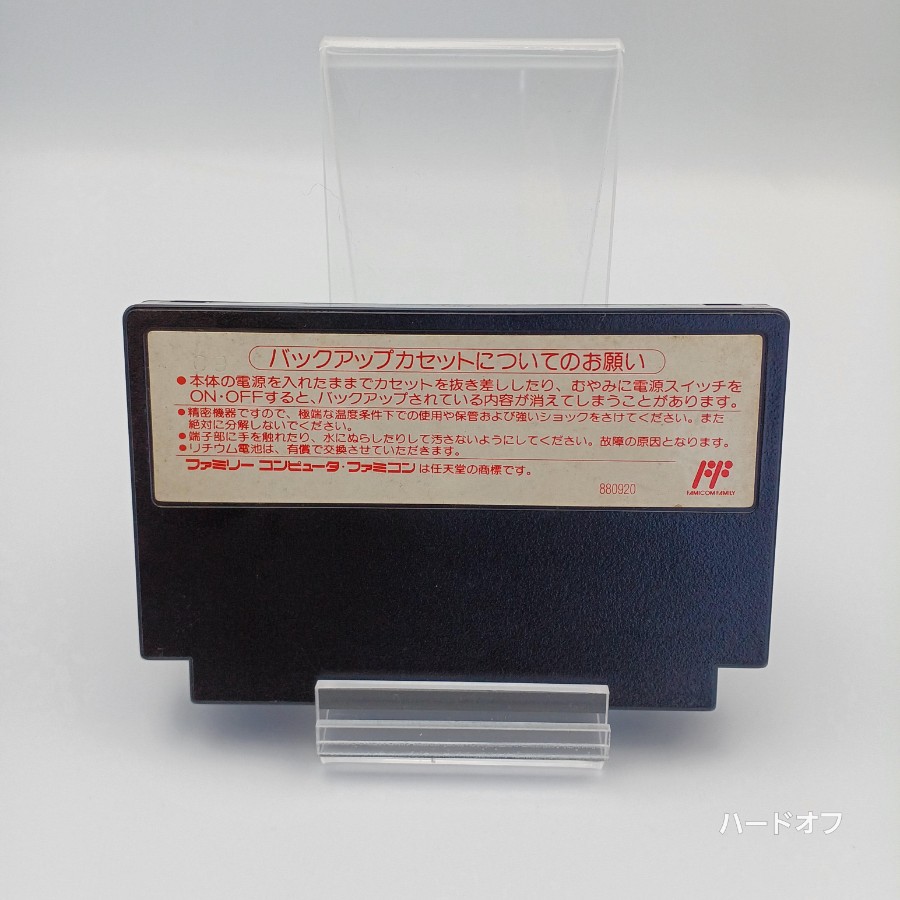 バックアップカセットについてのお願い
●本体の電源を入れたままでカセットを抜き差ししたり、むやみに電源スイッチを
ON・OFFすると、バックアップされている内容が消えてしまうことがあります。
●精密機器ですので、極端な温度条件下での使用や保管および強いショックをさけてください。また
絶対に分解しないでください。
●端子部に手を触れたり、水にぬらしたりして汚さないようにしてください。故障の原因となります。
●リチウム電池は、有償で交換させていただきます。
ファミリー コンピュータ・ファミコン は任天堂の商標です。
880920
FAMICOM FAMILY
ハードオフ